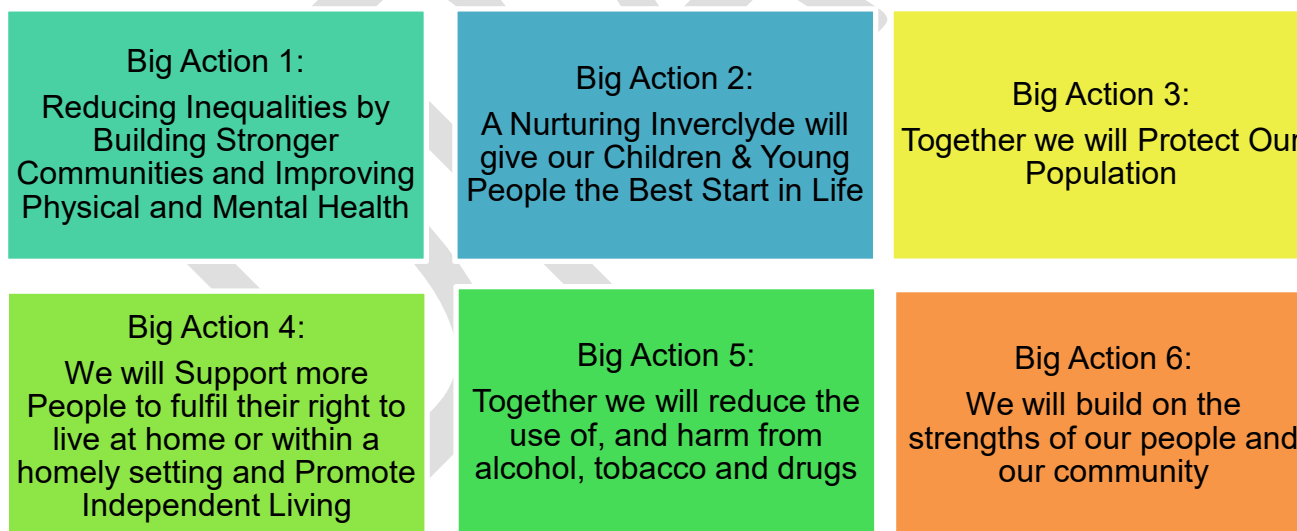 Big Action 1:
Reducing Inequalities by
Building Stronger
Communities and Improving
Physical and Mental Health
Big Action 2:
A Nurturing Inverclyde will
give our Children & Young
People the Best Start in Life
Big Action 3:
Together we will Protect Our
Population
Big Action 4:
We will Support more
People to fulfil their right to
live at home or within a
homely setting and Promote
Independent Living
Big Action 5:
Together we will reduce the
use of, and harm from
alcohol, tobacco and drugs
Big Action 6:
We will build on the
strengths of our people and
our community